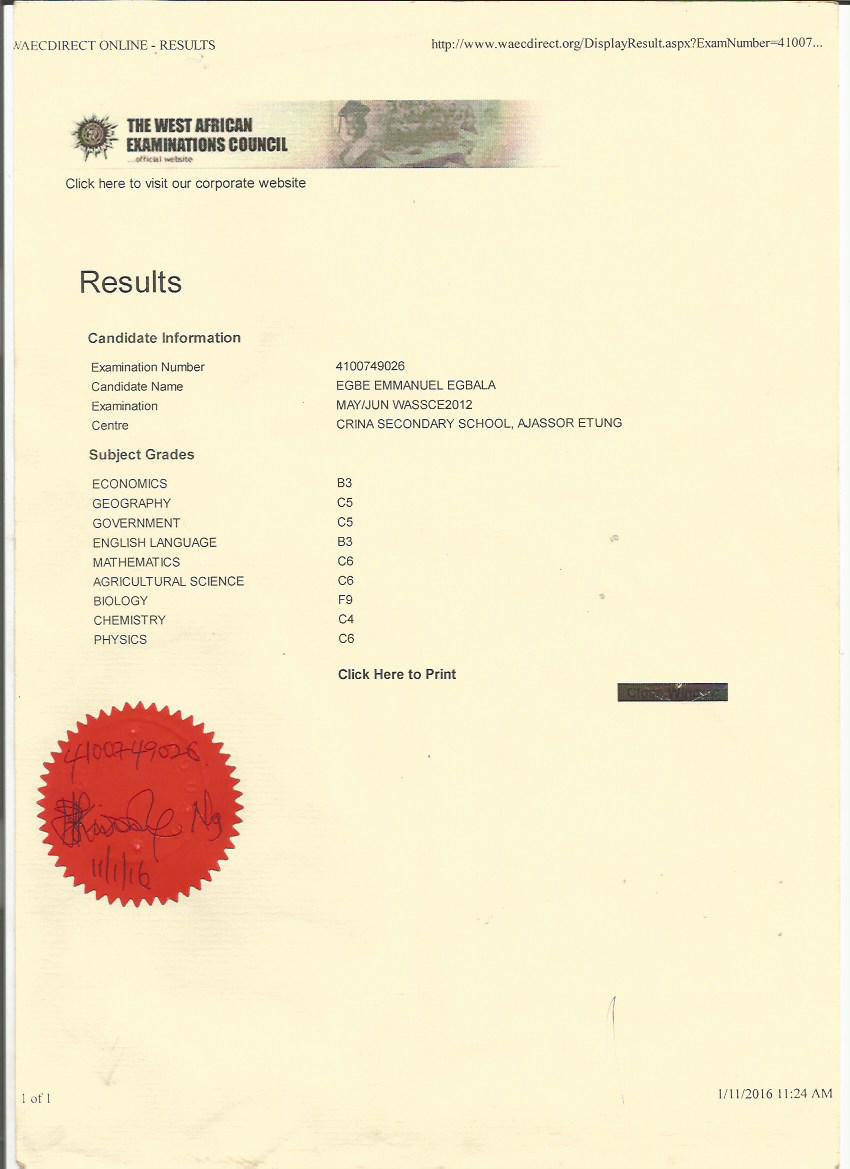 WAECDIRECT ONLINE - RESULTS http://www.waecdirect.org/DisplayResult.aspx?ExamNumber=41007...
THE WEST AFRICAN
EXAMINATIONS COUNCIL
...official website
Click here to visit our corporate website
Results
Candidate Information
Examination Number 4100749026
Candidate Name EGBE EMMANUEL EGBALA
Examination MAY/JUN WASSCE2012
Centre CRINA SECONDARY SCHOOL, AJASSOR ETUNG
Subject Grades
ECONOMICS B3
GEOGRAPHY C5
GOVERNMENT C5
ENGLISH LANGUAGE B3
MATHEMATICS C6
AGRICULTURAL SCIENCE C6
BIOLOGY F9
CHEMISTRY C4
PHYSICS C6
Click Here to Print
Close Window
4100749026
11/1/16
1 of 1 1/11/2016 11:24 AM